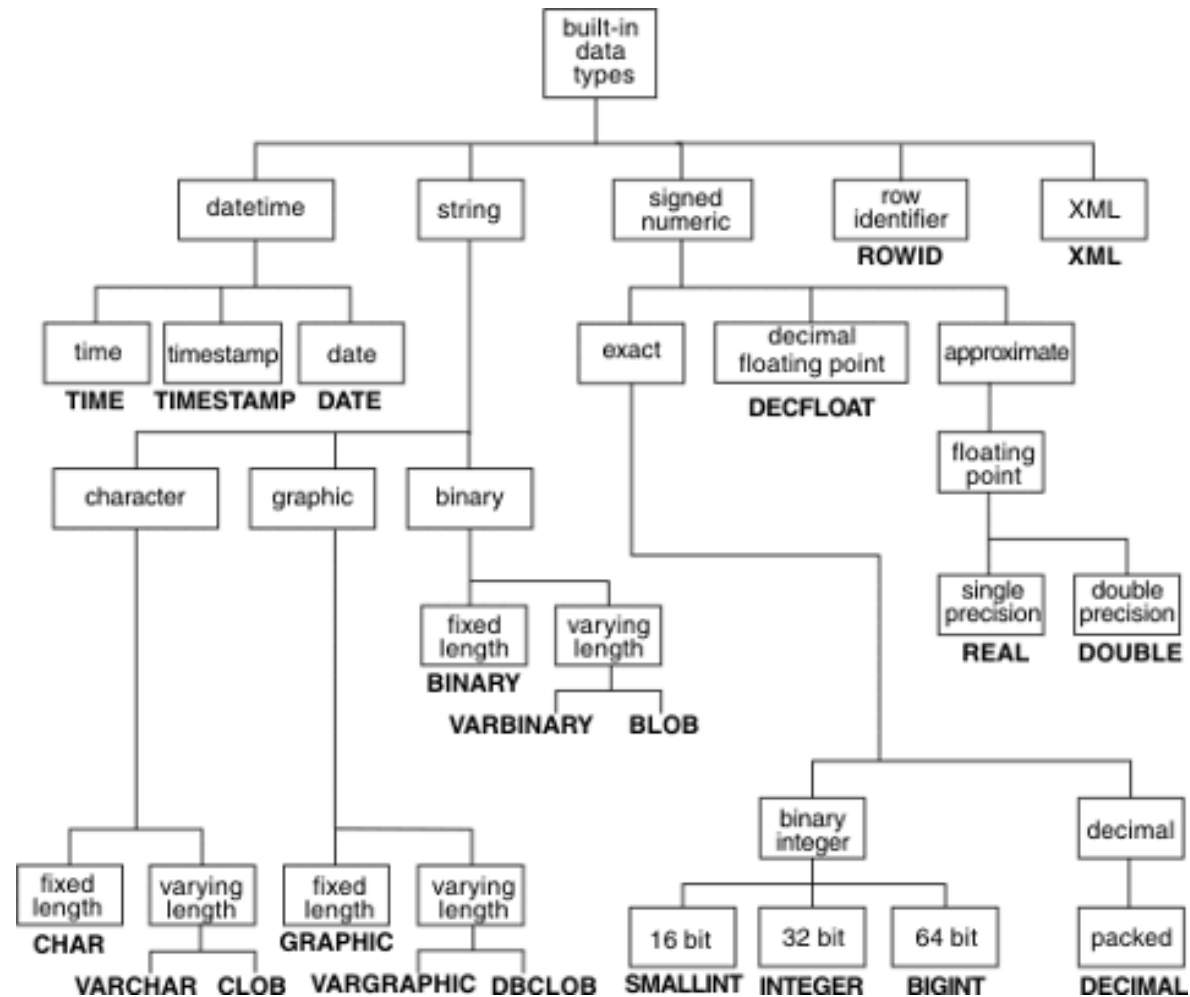 built-in
data
types
datetime
string
signed
numeric
row
identifier
XML
ROWID
XML
time
timestamp
date
exact
decimal
floating point
approximate
TIME
TIMESTAMP
DATE
DECFLOAT
character
graphic
binary
floating
point
fixed
length
varying
length
single
precision
double
precision
BINARY
REAL
DOUBLE
VARBINARY
BLOB
binary
integer
decimal
fixed
length
varying
length
fixed
length
varying
length
16 bit
32 bit
64 bit
packed
CHAR
GRAPHIC
VARCHAR
CLOB
VARGRAPHIC
DBCLOB
SMALLINT
INTEGER
BIGINT
DECIMAL